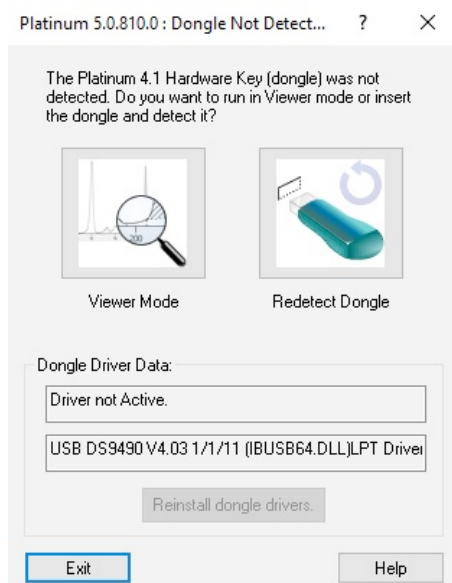 Platinum 5.0.810.0 : Dongle Not Detect... ? ×
The Platinum 4.1 Hardware Key (dongle) was not
detected. Do you want to run in Viewer mode or insert
the dongle and detect it?
200
Viewer Mode Redetect Dongle
Dongle Driver Data:
Driver not Active.
USB DS9490 V4.03 1/1/11 (IBUSB64.DLL)LPT Driver
Reinstall dongle drivers.
Exit Help